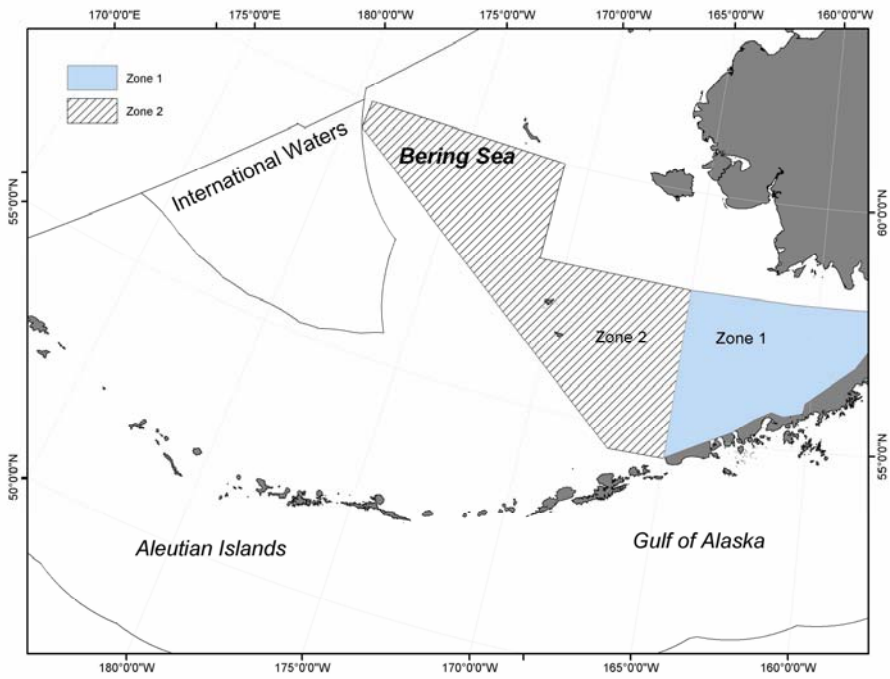 170°0'0"E
175°0'0"E
180°0'0"W
175°0'0"W
170°0'0"W
165°0'0"W
160°0'0"W
Zone 1
Zone 2
International Waters
Bering Sea
55°0'0"N
60°0'0"N
Zone 2
Zone 1
50°0'0"N
55°0'0"N
Aleutian Islands
Gulf of Alaska
180°0'0"W
175°0'0"W
170°0'0"W
165°0'0"W
160°0'0"W